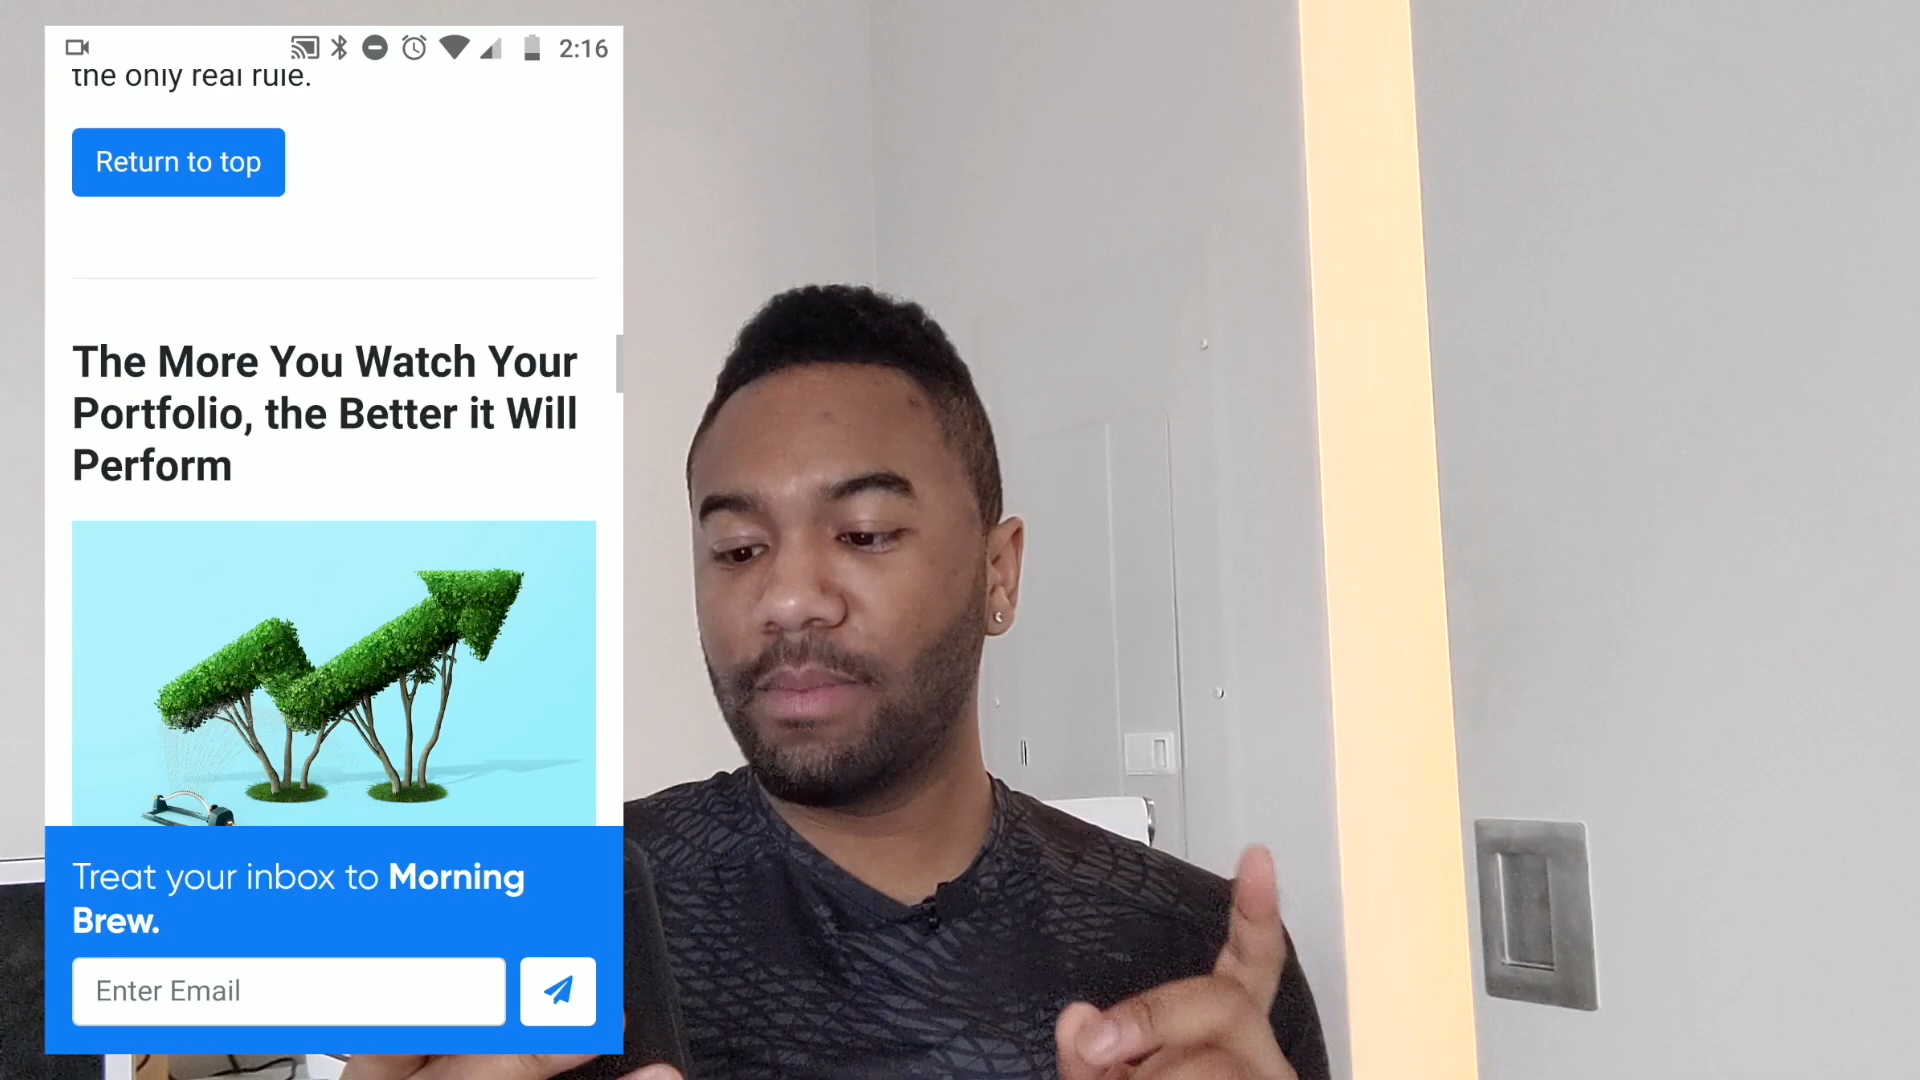 2:16
the only real rule.
Return to top
The More You Watch Your
Portfolio, the Better it Will
Perform
Treat your inbox to Morning
Brew.
Enter Email